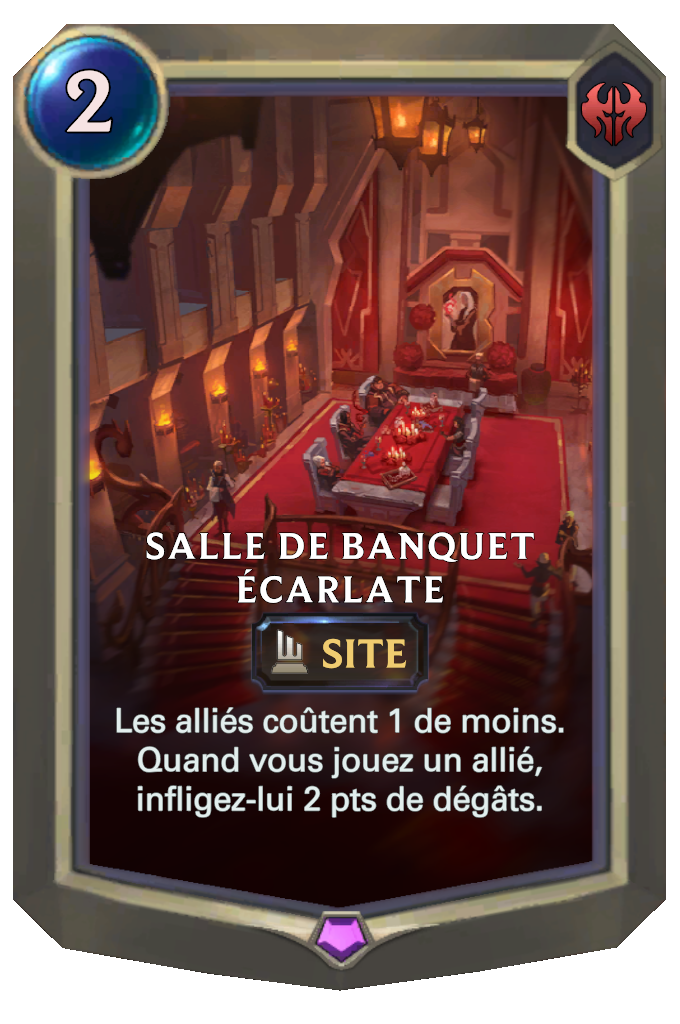 2
SALLE DE BANQUET
ÉCARLATE
SITE
Les alliés coûtent 1 de moins.
Quand vous jouez un allié,
infligez-lui 2 pts de dégâts.